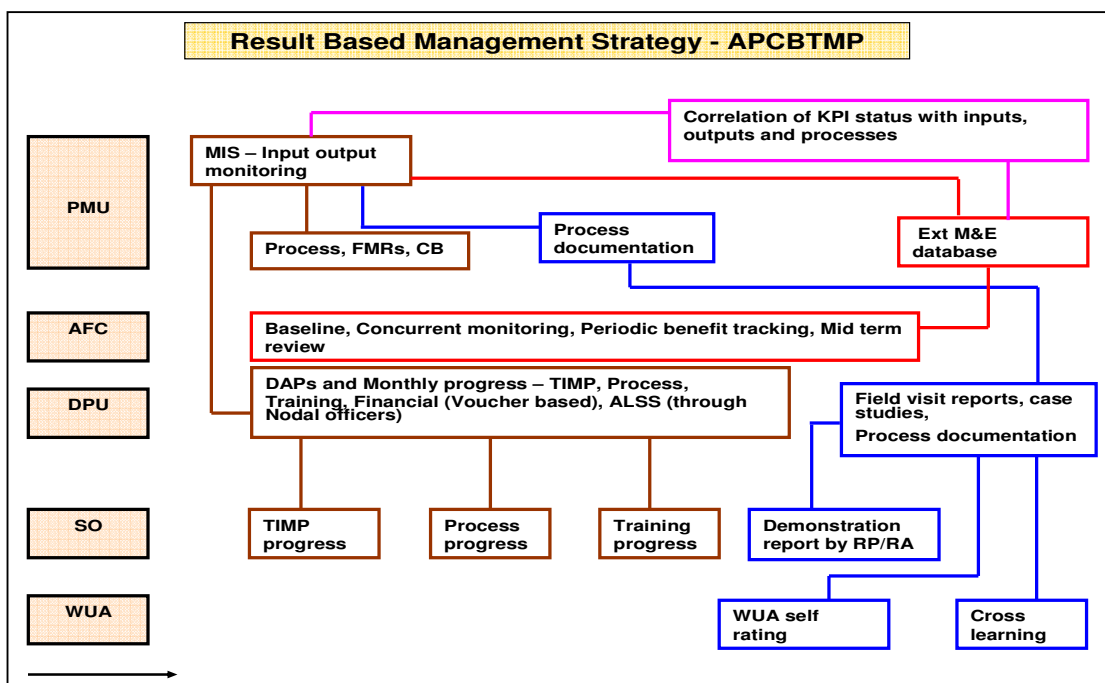 Result Based Management Strategy - APCBTMP
Correlation of KPI status with inputs,
outputs and processes
MIS – Input output
monitoring
PMU
Process
documentation
Ext M&E
database
Process, FMRs, CB
AFC
Baseline, Concurrent monitoring, Periodic benefit tracking, Mid term
review
DPU
DAPs and Monthly progress – TIMP, Process,
Training, Financial (Voucher based), ALSS (through
Nodal officers)
Field visit reports, case
studies,
Process documentation
SO
TIMP
progress
Process
progress
Training
progress
Demonstration
report by RP/RA
WUA
WUA self
rating
Cross
learning